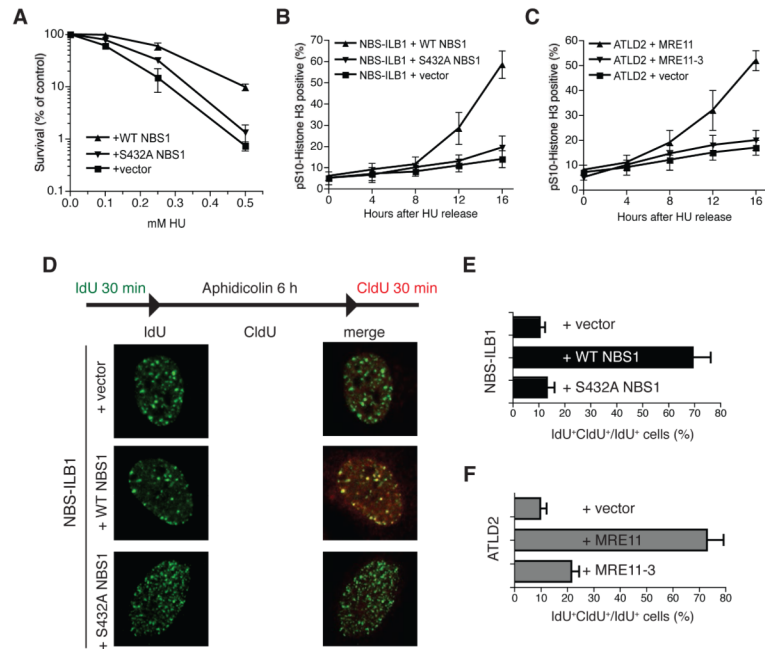 A
Survival (% of control)
100
10
1
0.1
+WT NBS1
+S432A NBS1
+vector
0.0 0.1 0.2 0.3 0.4 0.5
mM HU
B
pS10-Histone H3 positive (%)
70
60
50
40
30
20
10
0
NBS-ILB1 + WT NBS1
NBS-ILB1 + S432A NBS1
NBS-ILB1 + vector
0 4 8 12 16
Hours after HU release
C
pS10-Histone H3 positive (%)
60
50
40
30
20
10
0
ATLD2 + MRE11
ATLD2 + MRE11-3
ATLD2 + vector
0 4 8 12 16
Hours after HU release
D
IdU 30 min Aphidicolin 6 h CldU 30 min
IdU CldU merge
NBS-ILB1
+ vector
+ WT NBS1
+ S432A NBS1
E
NBS-ILB1
+ vector
+ WT NBS1
+ S432A NBS1
0 10 20 30 40 50 60 70 80
IdU⁺CldU⁺/IdU⁺ cells (%)
F
ATLD2
+ vector
+ MRE11
+ MRE11-3
0 10 20 30 40 50 60 70 80
IdU⁺CldU⁺/IdU⁺ cells (%)